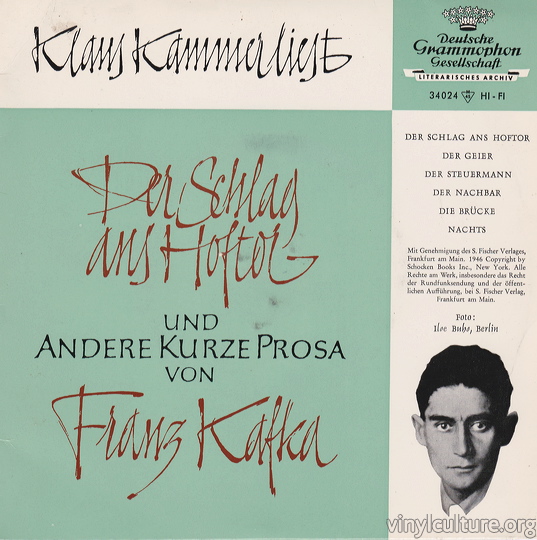 Klaus Kammer liest
Deutsche
Grammophon
Gesellschaft
LITERARISCHES ARCHIV
34024 HI-FI
Der Schlag
ans Hoftor
UND
ANDERE KURZE PROSA
VON
Franz Kafka
DER SCHLAG ANS HOFTOR
DER GEIER
DER STEUERMANN
DER NACHBAR
DIE BRÜCKE
NACHTS
Mit Genehmigung des S. Fischer Verlages,
Frankfurt am Main. 1946 Copyright by
Schocken Books Inc., New York. Alle
Rechte am Werk, insbesondere das Recht
der Rundfunksendung und der öffent-
lichen Aufführung, bei S. Fischer Verlag,
Frankfurt am Main.
Foto:
Ilse Buhs, Berlin
vinylculture.org